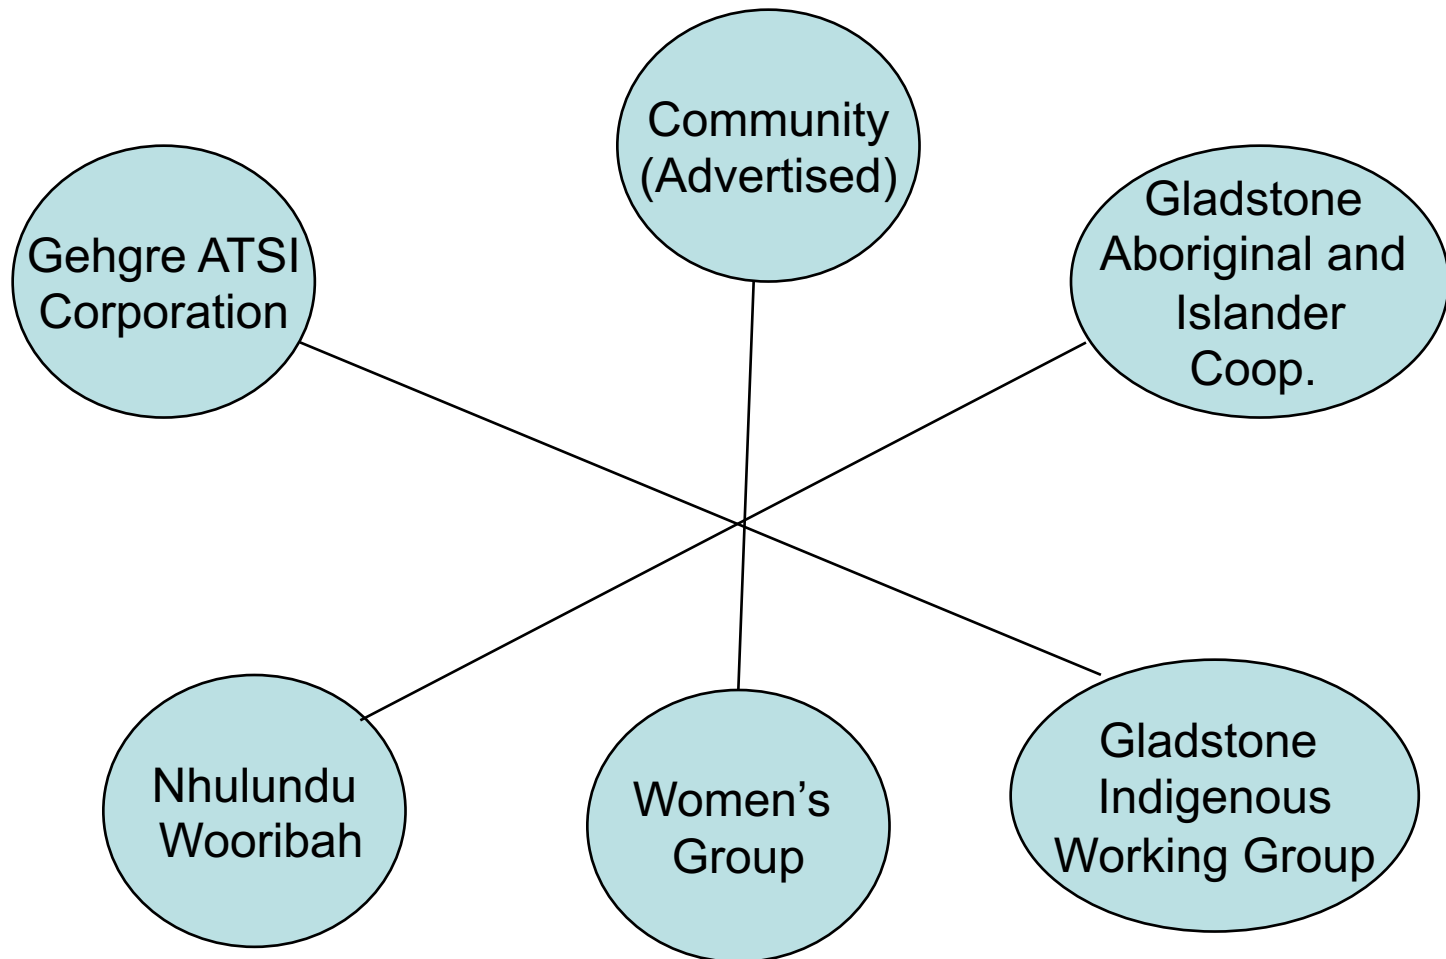 Community
(Advertised)
Gehgre ATSI
Corporation
Gladstone
Aboriginal and
Islander
Coop.
Nhulundu
Wooribah
Women’s
Group
Gladstone
Indigenous
Working Group